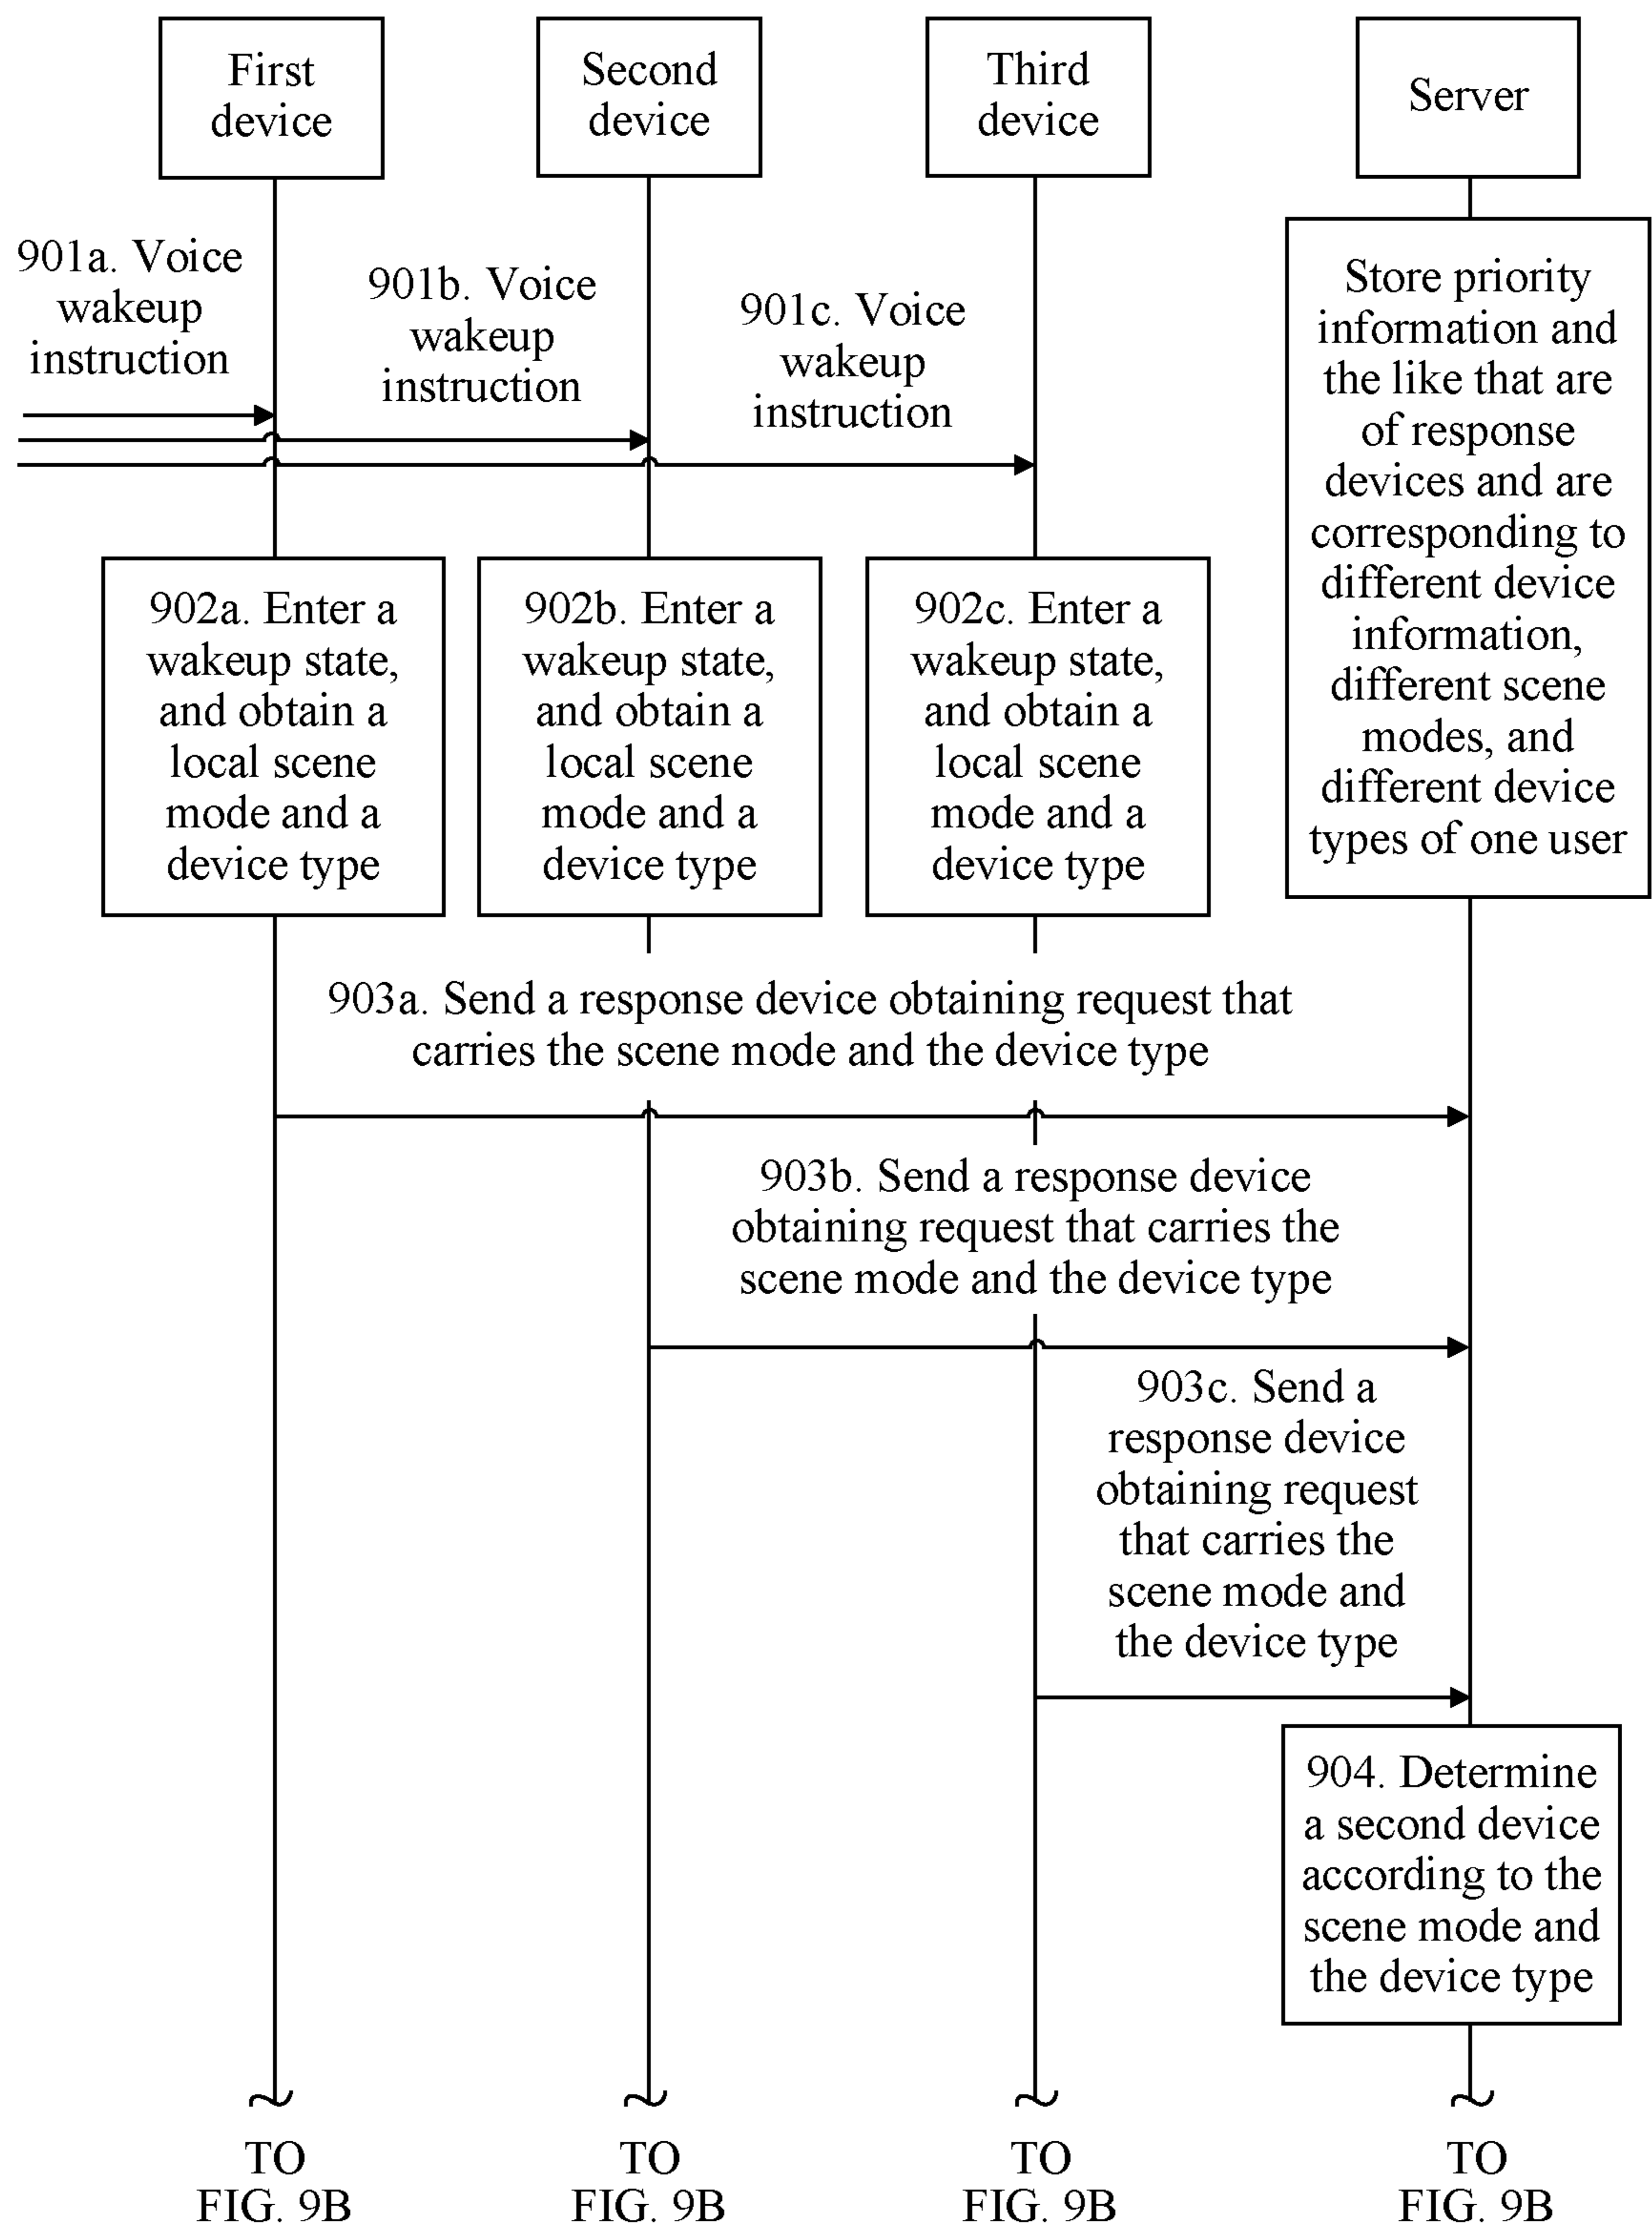 First
device
Second
device
Third
device
Server
901a. Voice
wakeup
instruction
901b. Voice
wakeup
instruction
901c. Voice
wakeup
instruction
Store priority
information and
the like that are
of response
devices and are
corresponding to
different device
information,
different scene
modes, and
different device
types of one user
902a. Enter a
wakeup state,
and obtain a
local scene
mode and a
device type
902b. Enter a
wakeup state,
and obtain a
local scene
mode and a
device type
902c. Enter a
wakeup state,
and obtain a
local scene
mode and a
device type
903a. Send a response device obtaining request that
carries the scene mode and the device type
903b. Send a response device
obtaining request that carries the
scene mode and the device type
903c. Send a
response device
obtaining request
that carries the
scene mode and
the device type
904. Determine
a second device
according to the
scene mode and
the device type
TO
FIG. 9B
TO
FIG. 9B
TO
FIG. 9B
TO
FIG. 9B